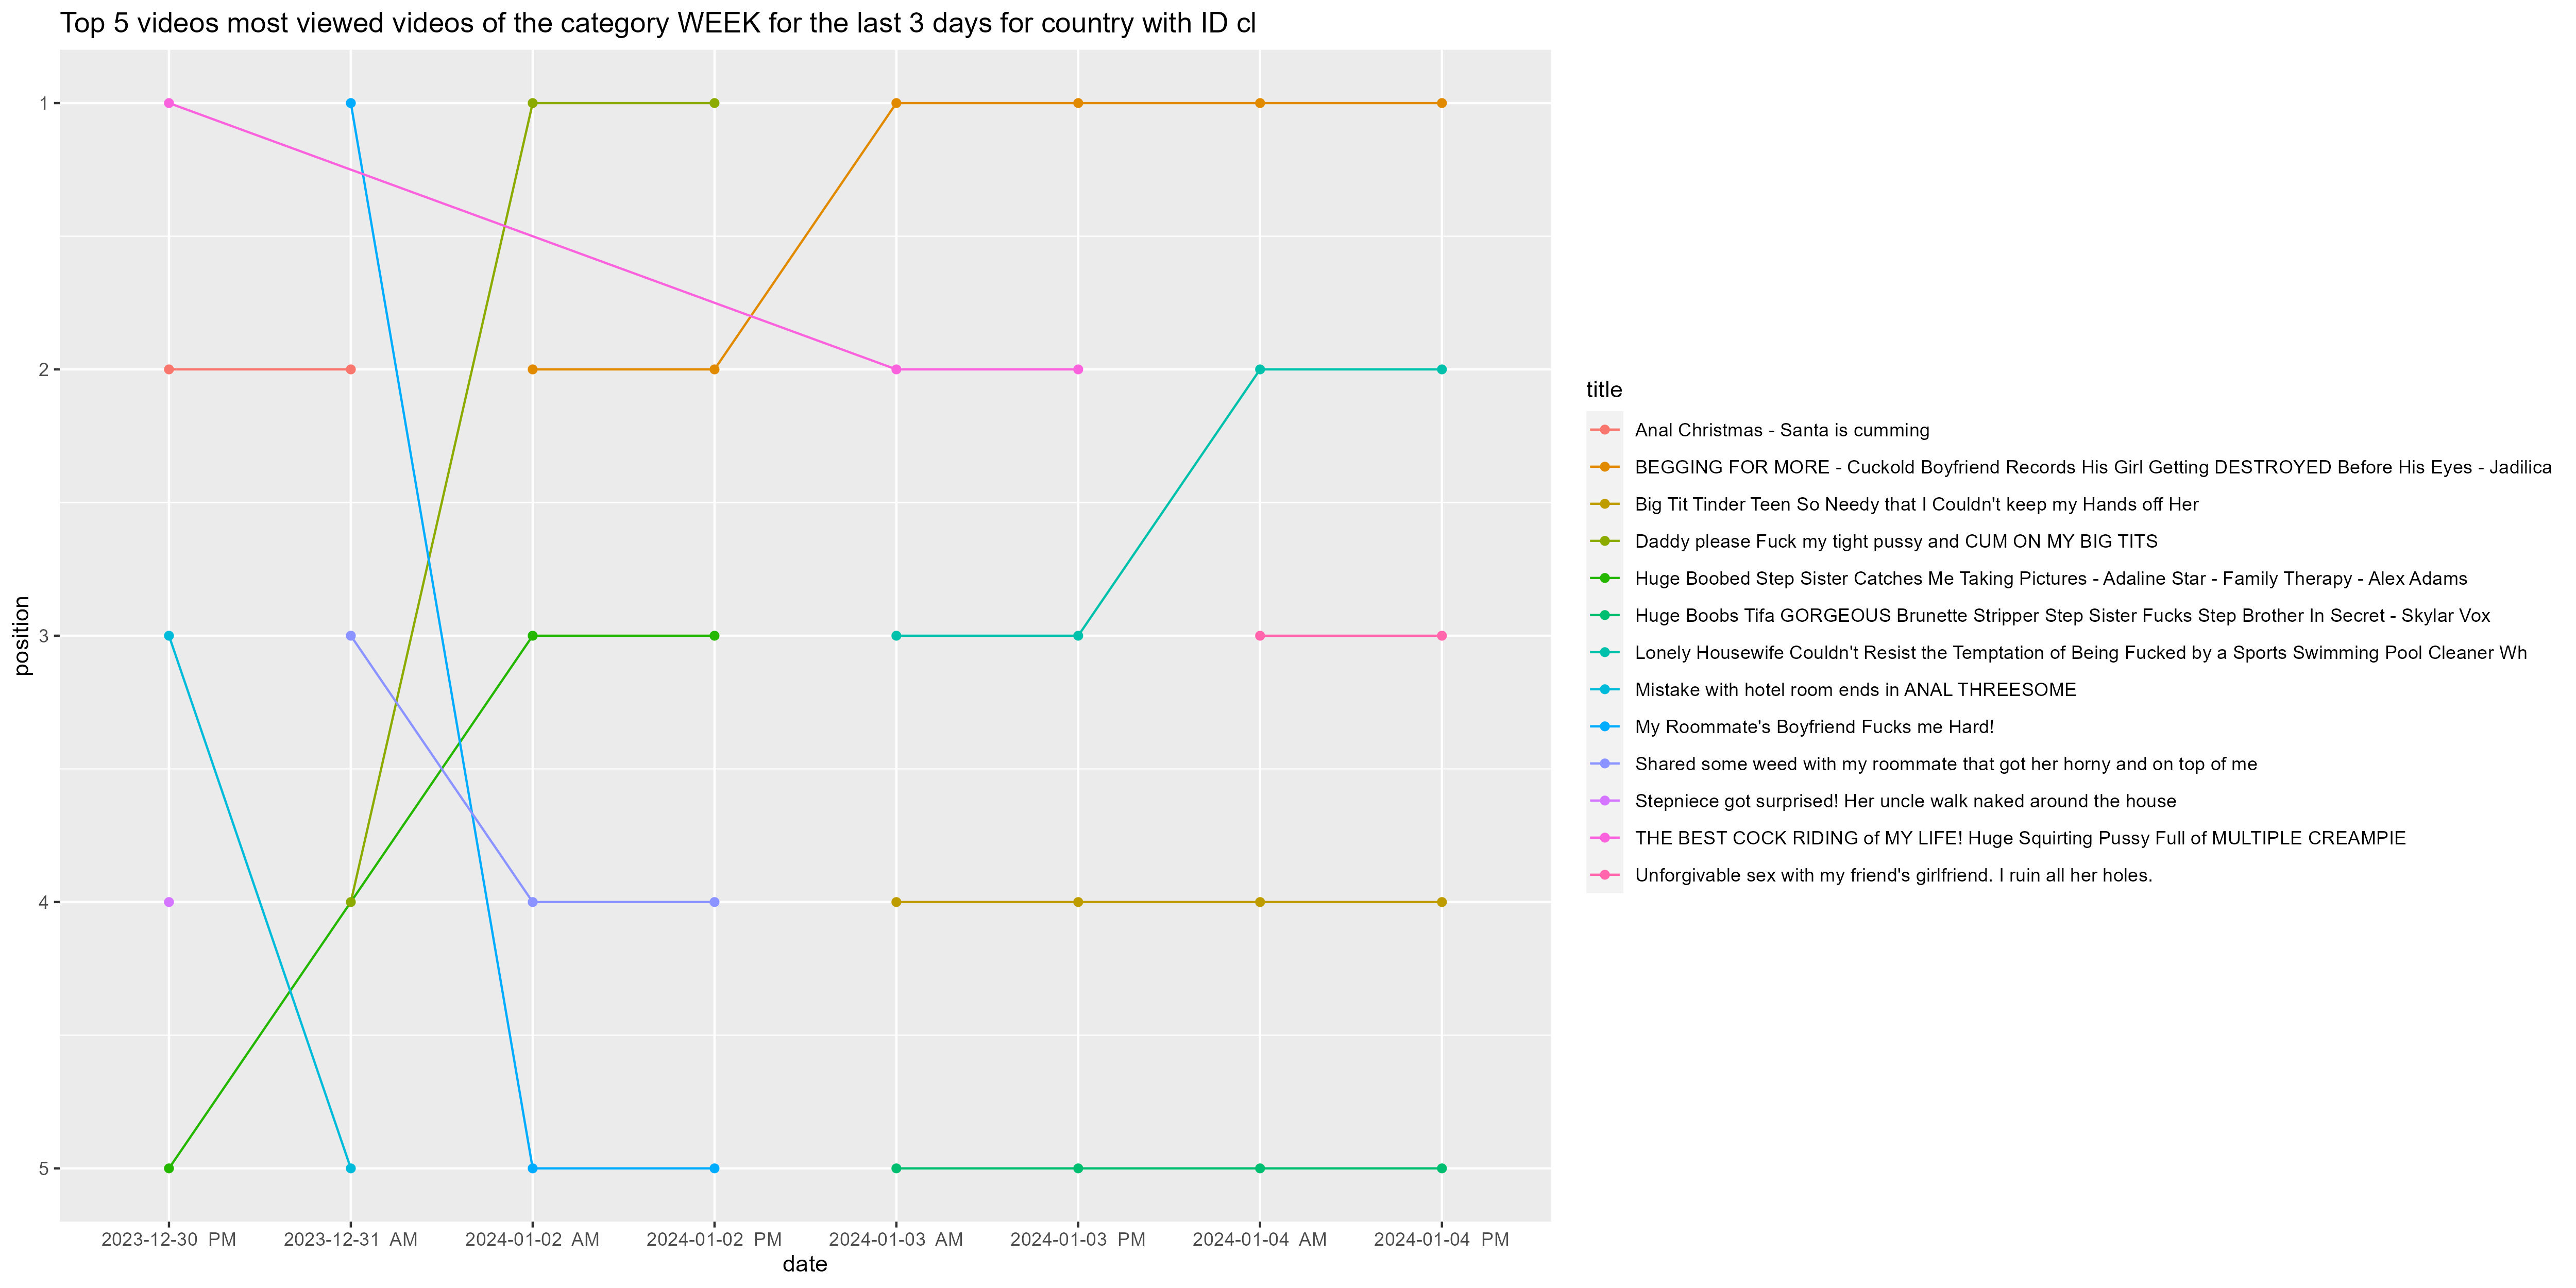 Top 5 videos most viewed videos of the category WEEK for the last 3 days for country with ID cl
1
2
3
4
5
position
2023-12-30 PM
2023-12-31 AM
2024-01-02 AM
2024-01-02 PM
2024-01-03 AM
2024-01-03 PM
2024-01-04 AM
2024-01-04 PM
date
title
Anal Christmas - Santa is cumming
BEGGING FOR MORE - Cuckold Boyfriend Records His Girl Getting DESTROYED Before His Eyes - Jadilica
Big Tit Tinder Teen So Needy that I Couldn't keep my Hands off Her
Daddy please Fuck my tight pussy and CUM ON MY BIG TITS
Huge Boobed Step Sister Catches Me Taking Pictures - Adaline Star - Family Therapy - Alex Adams
Huge Boobs Tifa GORGEOUS Brunette Stripper Step Sister Fucks Step Brother In Secret - Skylar Vox
Lonely Housewife Couldn't Resist the Temptation of Being Fucked by a Sports Swimming Pool Cleaner Wh
Mistake with hotel room ends in ANAL THREESOME
My Roommate's Boyfriend Fucks me Hard!
Shared some weed with my roommate that got her horny and on top of me
Stepniece got surprised! Her uncle walk naked around the house
THE BEST COCK RIDING of MY LIFE! Huge Squirting Pussy Full of MULTIPLE CREAMPIE
Unforgivable sex with my friend's girlfriend. I ruin all her holes.